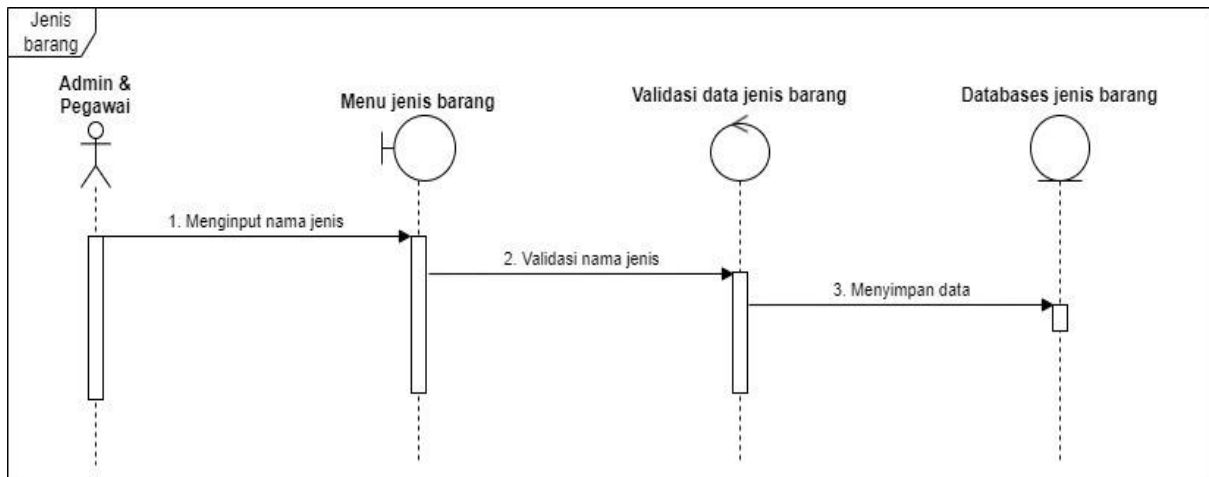 Jenis
barang
Admin &
Pegawai
Menu jenis barang
Validasi data jenis barang
Databases jenis barang
1. Menginput nama jenis
2. Validasi nama jenis
3. Menyimpan data